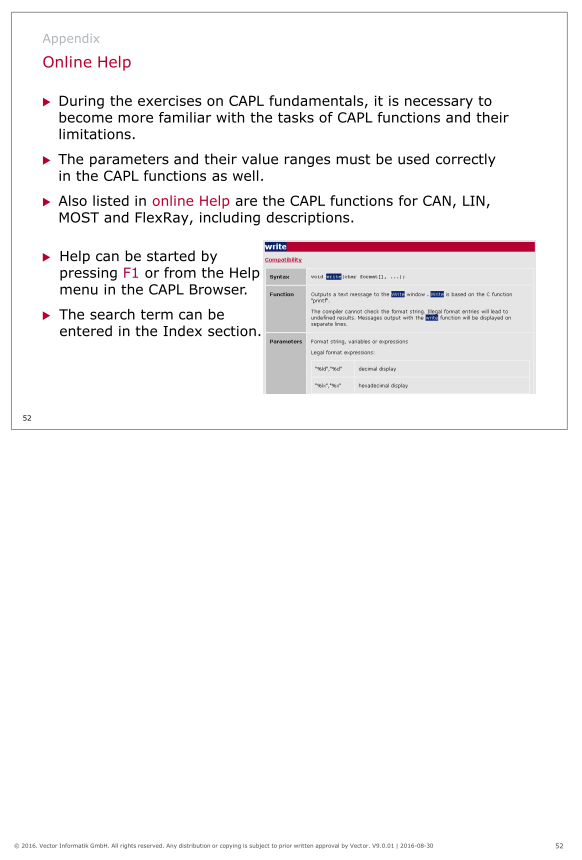 Appendix
Online Help
During the exercises on CAPL fundamentals, it is necessary to
become more familiar with the tasks of CAPL functions and their
limitations.
The parameters and their value ranges must be used correctly
in the CAPL functions as well.
Also listed in online Help are the CAPL functions for CAN, LIN,
MOST and FlexRay, including descriptions.
Help can be started by
pressing F1 or from the Help
menu in the CAPL Browser.
The search term can be
entered in the Index section.
write
Compatibility
Syntax void write(char format[], ...);
Function Outputs a text message to the Write window . Write is based on the C function
"printf".
The compiler cannot check the format string. Illegal format entries will lead to
undefined results. Messages output with the write function will be displayed on
separate lines.
Parameters Format string, variables or expressions
Legal format expressions:
"%ld","%d" decimal display
"%lx","%x" hexadecimal display
52
© 2016. Vector Informatik GmbH. All rights reserved. Any distribution or copying is subject to prior written approval by Vector. V9.0.01 | 2016-08-30 52